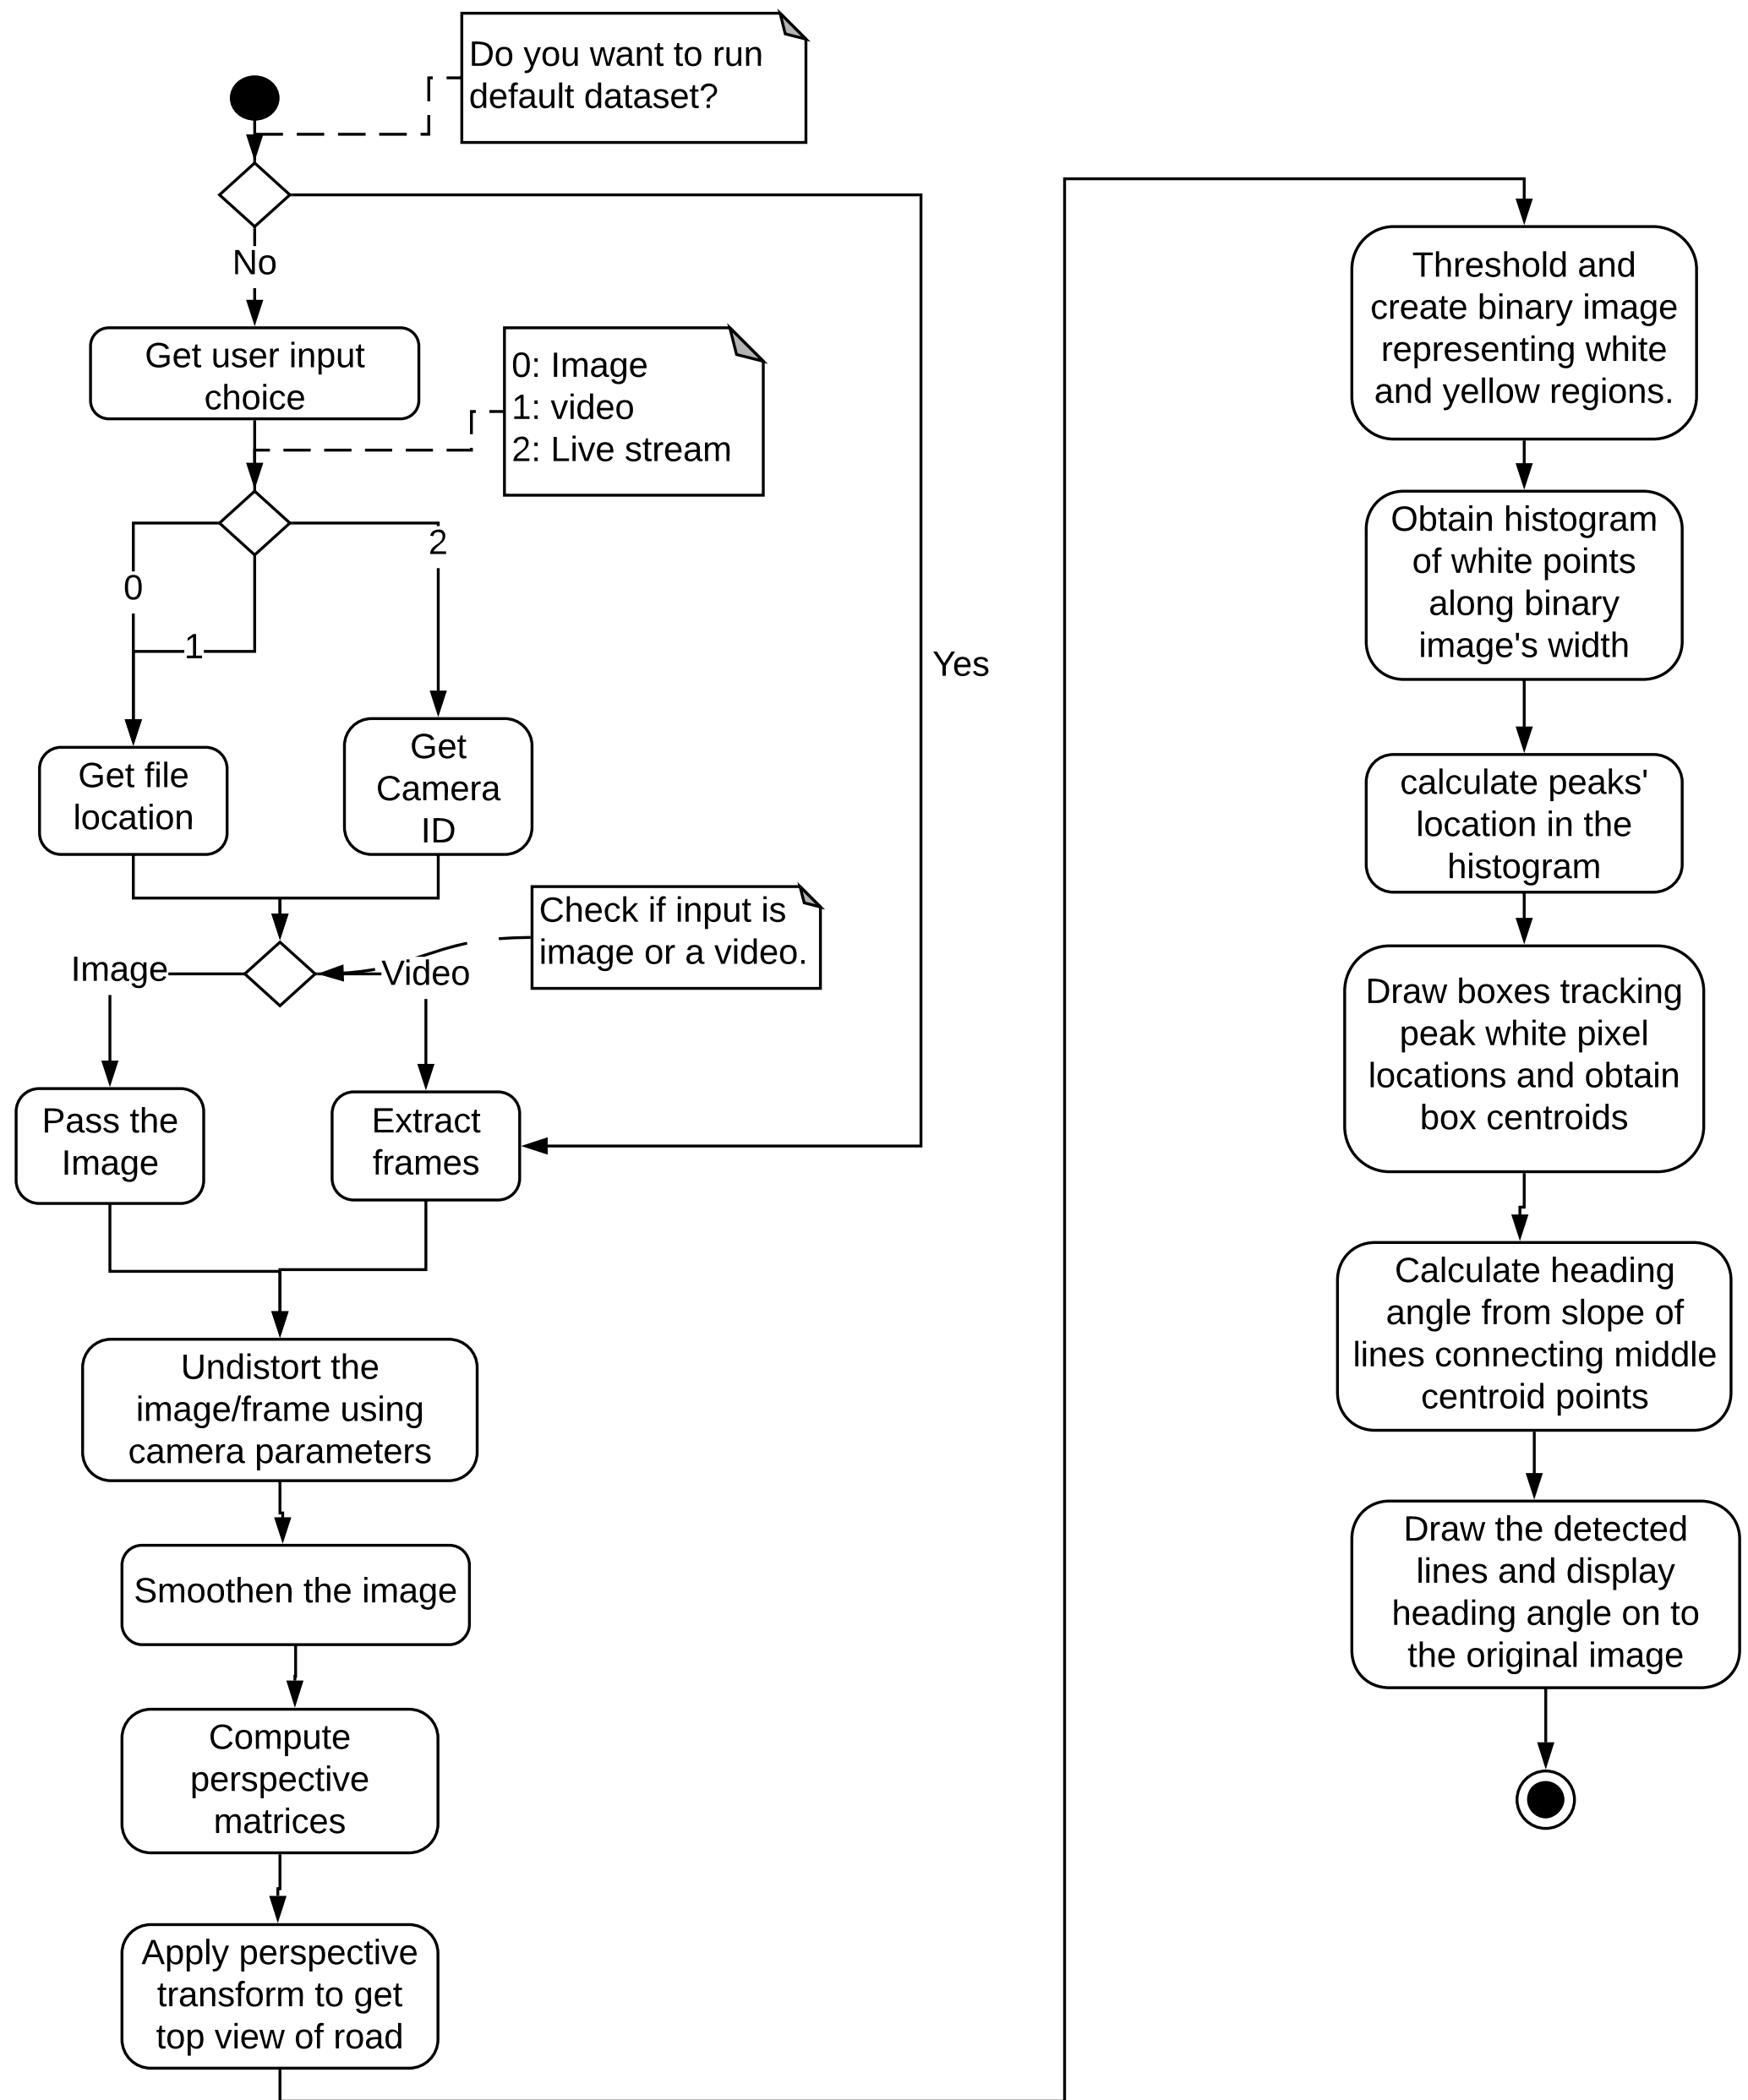 Do you want to run
default dataset?
No
Get user input
choice
0: Image
1: video
2: Live stream
2
0
1
Yes
Get file
location
Get
Camera
ID
Check if input is
image or a video.
Image
Video
Pass the
Image
Extract
frames
Undistort the
image/frame using
camera parameters
Smoothen the image
Compute
perspective
matrices
Apply perspective
transform to get
top view of road
Threshold and
create binary image
representing white
and yellow regions.
Obtain histogram
of white points
along binary
image's width
calculate peaks'
location in the
histogram
Draw boxes tracking
peak white pixel
locations and obtain
box centroids
Calculate heading
angle from slope of
lines connecting middle
centroid points
Draw the detected
lines and display
heading angle on to
the original image